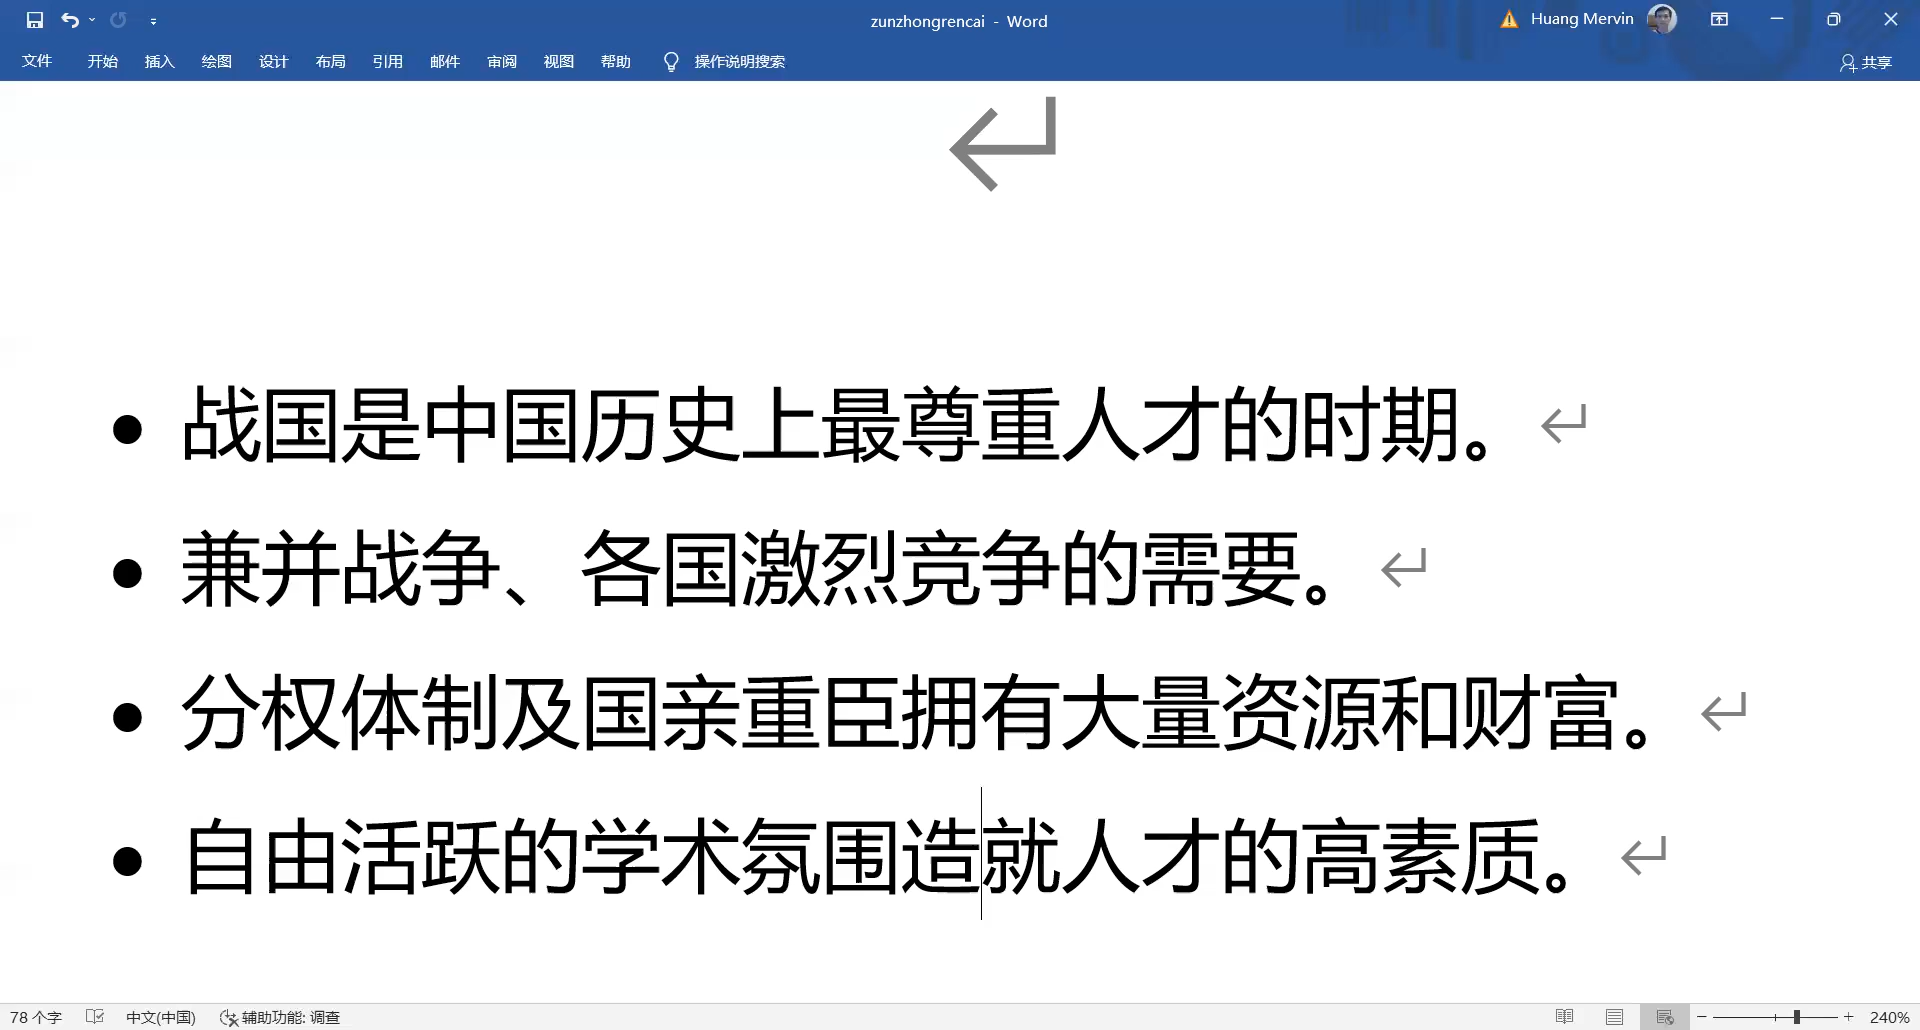 zunzhongrencai - Word
Huang Mervin
文件 开始 插入 绘图 设计 布局 引用 邮件 审阅 视图 帮助 操作说明搜索 共享
战国是中国历史上最尊重人才的时期。
兼并战争、各国激烈竞争的需要。
分权体制及国亲重臣拥有大量资源和财富。
自由活跃的学术氛围造就人才的高素质。
78 个字 中文(中国) 辅助功能: 调查 240%